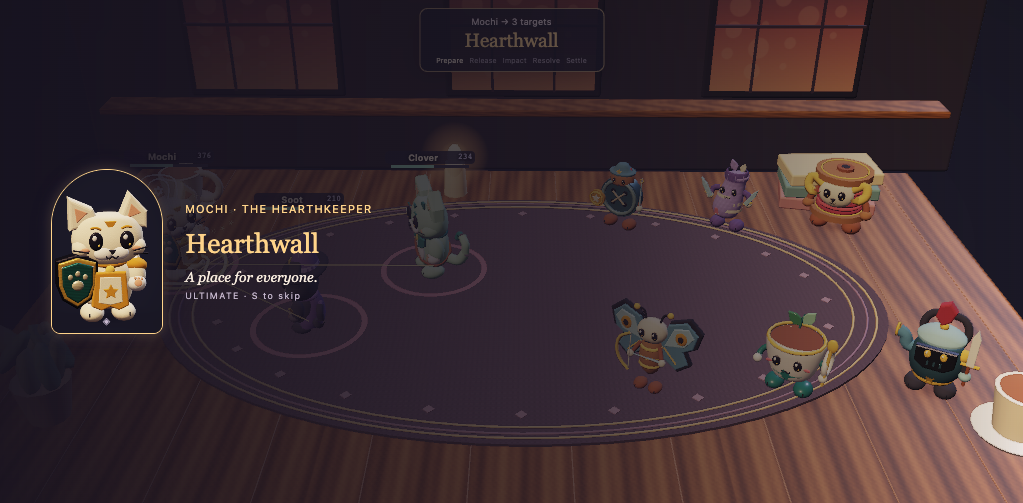 Mochi → 3 targets
Hearthwall
Prepare Release Impact Resolve Settle
Mochi 376
Clover 234
Soot 210
MOCHI · THE HEARTHKEEPER
Hearthwall
A place for everyone.
ULTIMATE · S to skip